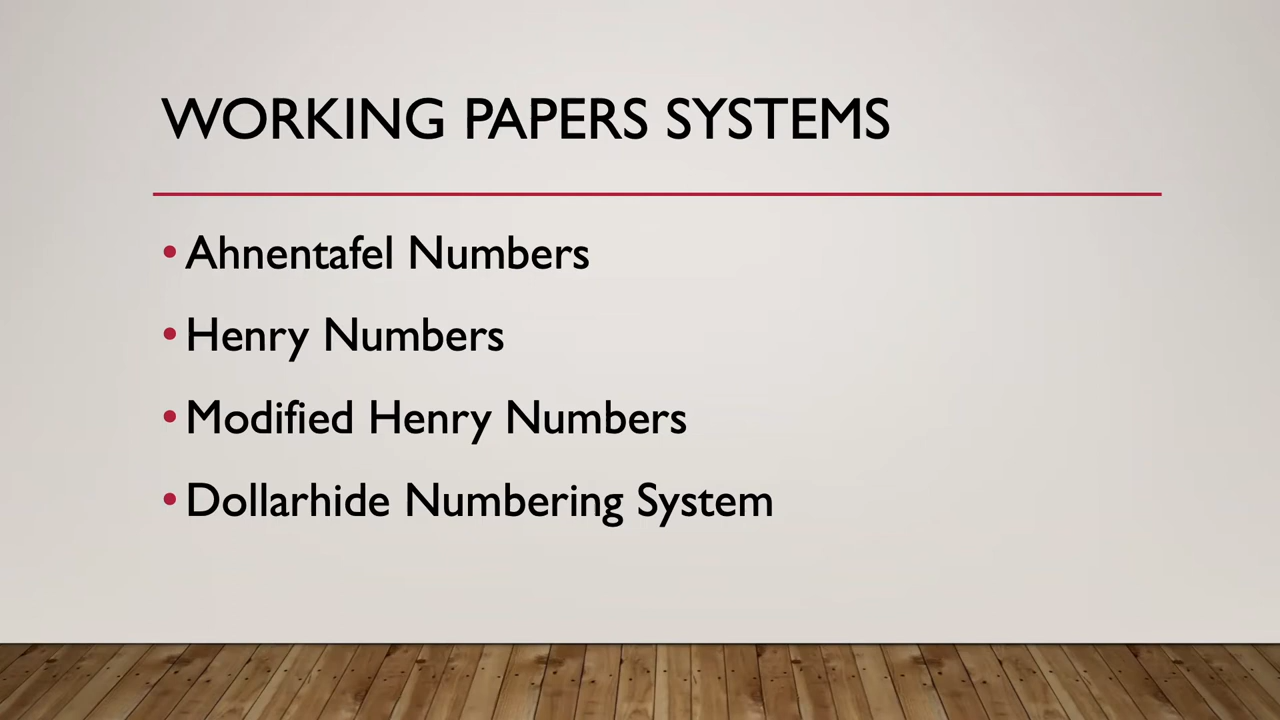 WORKING PAPERS SYSTEMS
• Ahnentafel Numbers
• Henry Numbers
• Modified Henry Numbers
• Dollarhide Numbering System